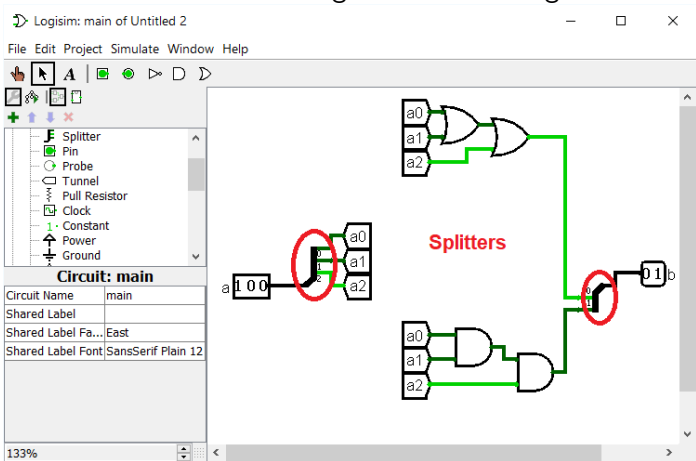 Logisim: main of Untitled 2
File Edit Project Simulate Window Help
A
Splitter
Pin
Probe
Tunnel
Pull Resistor
Clock
1 Constant
Power
Ground
Circuit: main
Circuit Name main
Shared Label
Shared Label Fa... East
Shared Label Font SansSerif Plain 12
133%
a0
a1
a2
a 1 0 0
0
1
2
a0
a1
a2
Splitters
0
1
0 1 b
a0
a1
a2